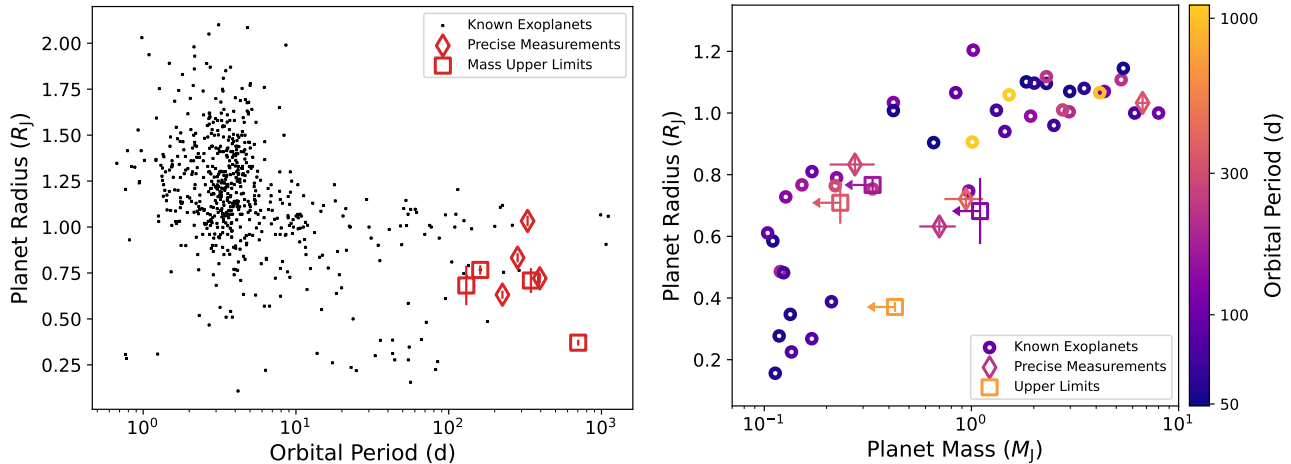 2.00
1.75
1.50
1.25
1.00
0.75
0.50
0.25
Planet Radius (R_J)
Known Exoplanets
Precise Measurements
Mass Upper Limits
10^0
10^1
10^2
10^3
Orbital Period (d)
1.2
1.0
0.8
0.6
0.4
0.2
Planet Radius (R_J)
Known Exoplanets
Precise Measurements
Upper Limits
10^−1
10^0
10^1
Planet Mass (M_J)
1000
300
100
50
Orbital Period (d)